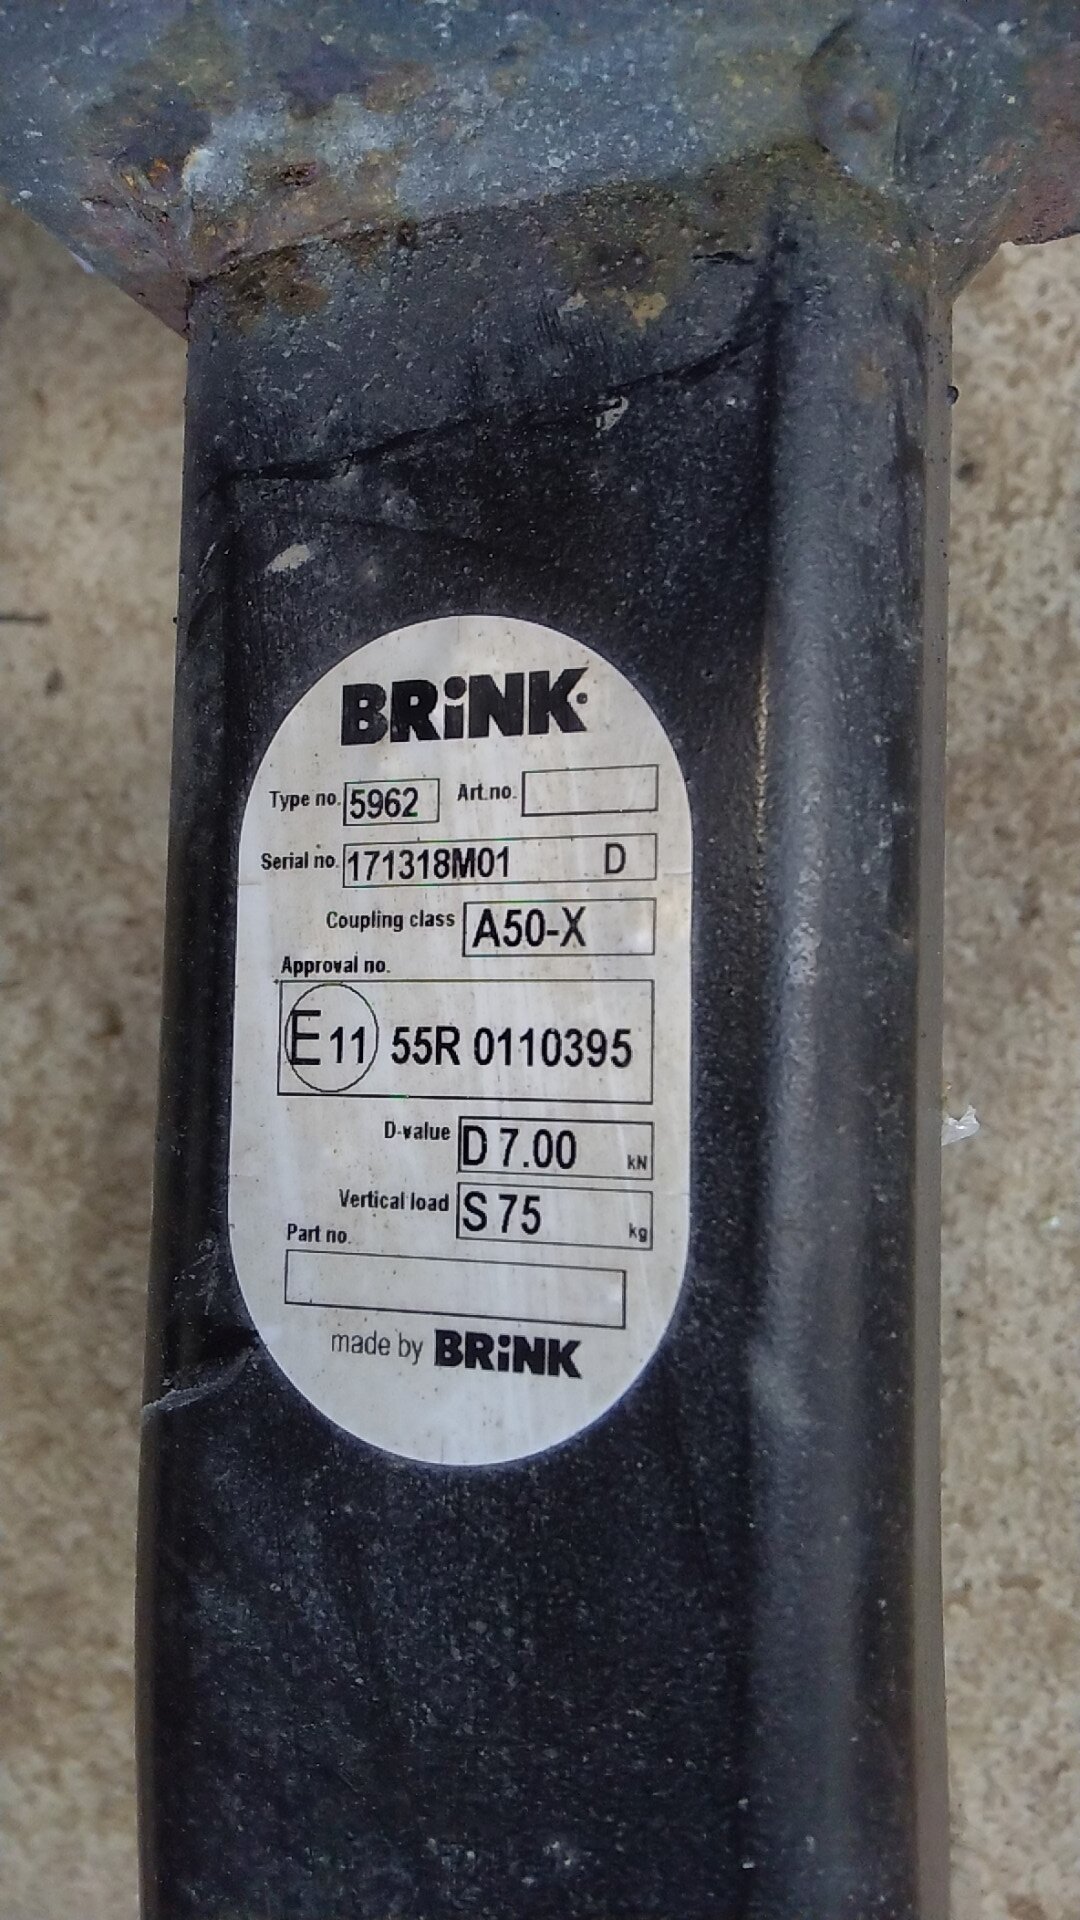 BRiNK
Type no. 5962 Art.no.
Serial no. 171318M01 D
Coupling class A50-X
Approval no.
E11 55R 0110395
D-value D 7.00 kN
Vertical load S 75 kg
Part no.
made by BRiNK